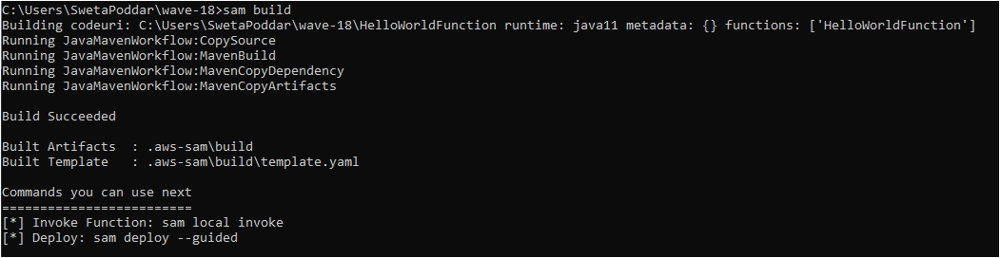 C:\Users\SwetaPoddar\wave-18>sam build
Building codeuri: C:\Users\SwetaPoddar\wave-18\HelloWorldFunction runtime: java11 metadata: {} functions: ['HelloWorldFunction']
Running JavaMavenWorkflow:CopySource
Running JavaMavenWorkflow:MavenBuild
Running JavaMavenWorkflow:MavenCopyDependency
Running JavaMavenWorkflow:MavenCopyArtifacts
Build Succeeded
Built Artifacts  : .aws-sam\build
Built Template   : .aws-sam\build\template.yaml
Commands you can use next
=========================
[*] Invoke Function: sam local invoke
[*] Deploy: sam deploy --guided